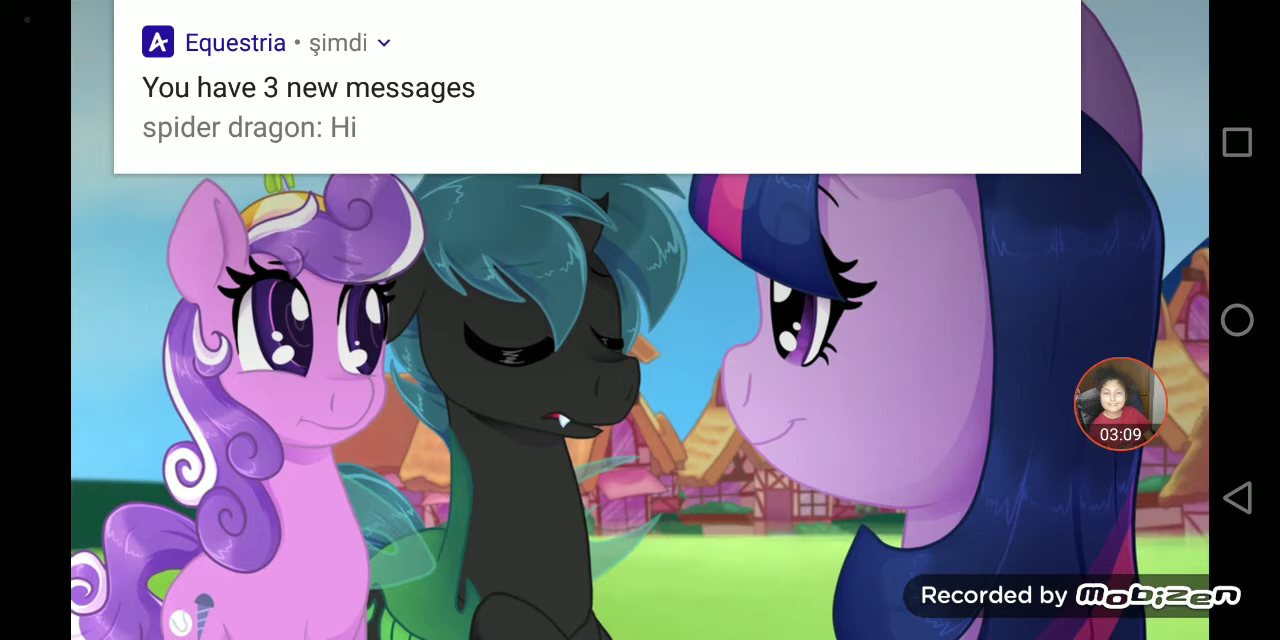 Equestria • şimdi
You have 3 new messages
spider dragon: Hi
03:09
Recorded by mobizen